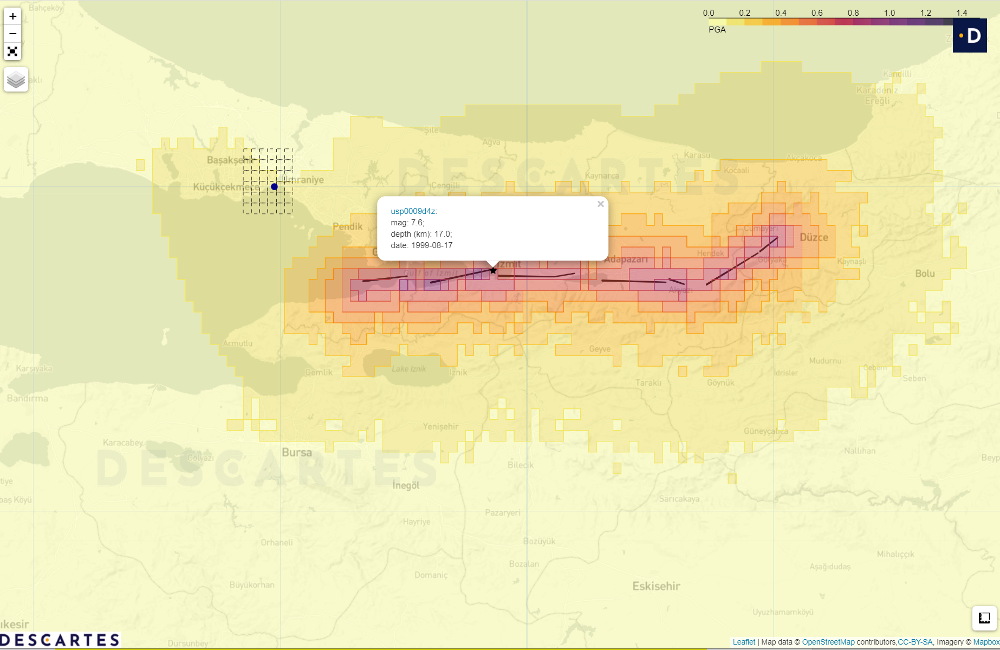 Bahçeköy
+
−
0.0 0.2 0.4 0.6 0.8 1.0 1.2 1.4
PGA
D
aklı
Kandilli
Karadeniz
Ereğli
Şile
Ağva
Karasu
Akçakoca
Başakşehir
DESCARTES
Kocaali
Kaynarca
Ümraniye
Küçükçekmece
Çengilli
usp0009d4z:
mag: 7.6;
depth (km): 17.0;
date: 1999-08-17
×
Pendik
Cumayeri
Düzce
Hendek
Adapazarı
Gölyaka
Kaynaşlı
İzmit
Gulf of Izmit
Bolu
Akyazı
Armutlu
Geyve
Mudurnu
Karşıyaka
Lake Iznik
Gemlik
İznik
İdrisler
Seben
Taraklı
Göynük
Bandırma
Yenişehir
Güneyçalıca
Karacabey
Gölyazı
Bursa
Nallıhan
Beyp
Bilecik
DESCARTES
tiye
İnegöl
baş Köyü
Sarıcakaya
Pazaryeri
Hayriye
Orhaneli
Bozüyük
Mihalıççık
Bozalan
Aşağıdudaş
Domaniç
Büyükorhan
Eskisehir
Uyuzhamamköyü
ıkesir
DESCARTES
Dursunbey
Leaflet | Map data © OpenStreetMap contributors,CC-BY-SA, Imagery © Mapbox